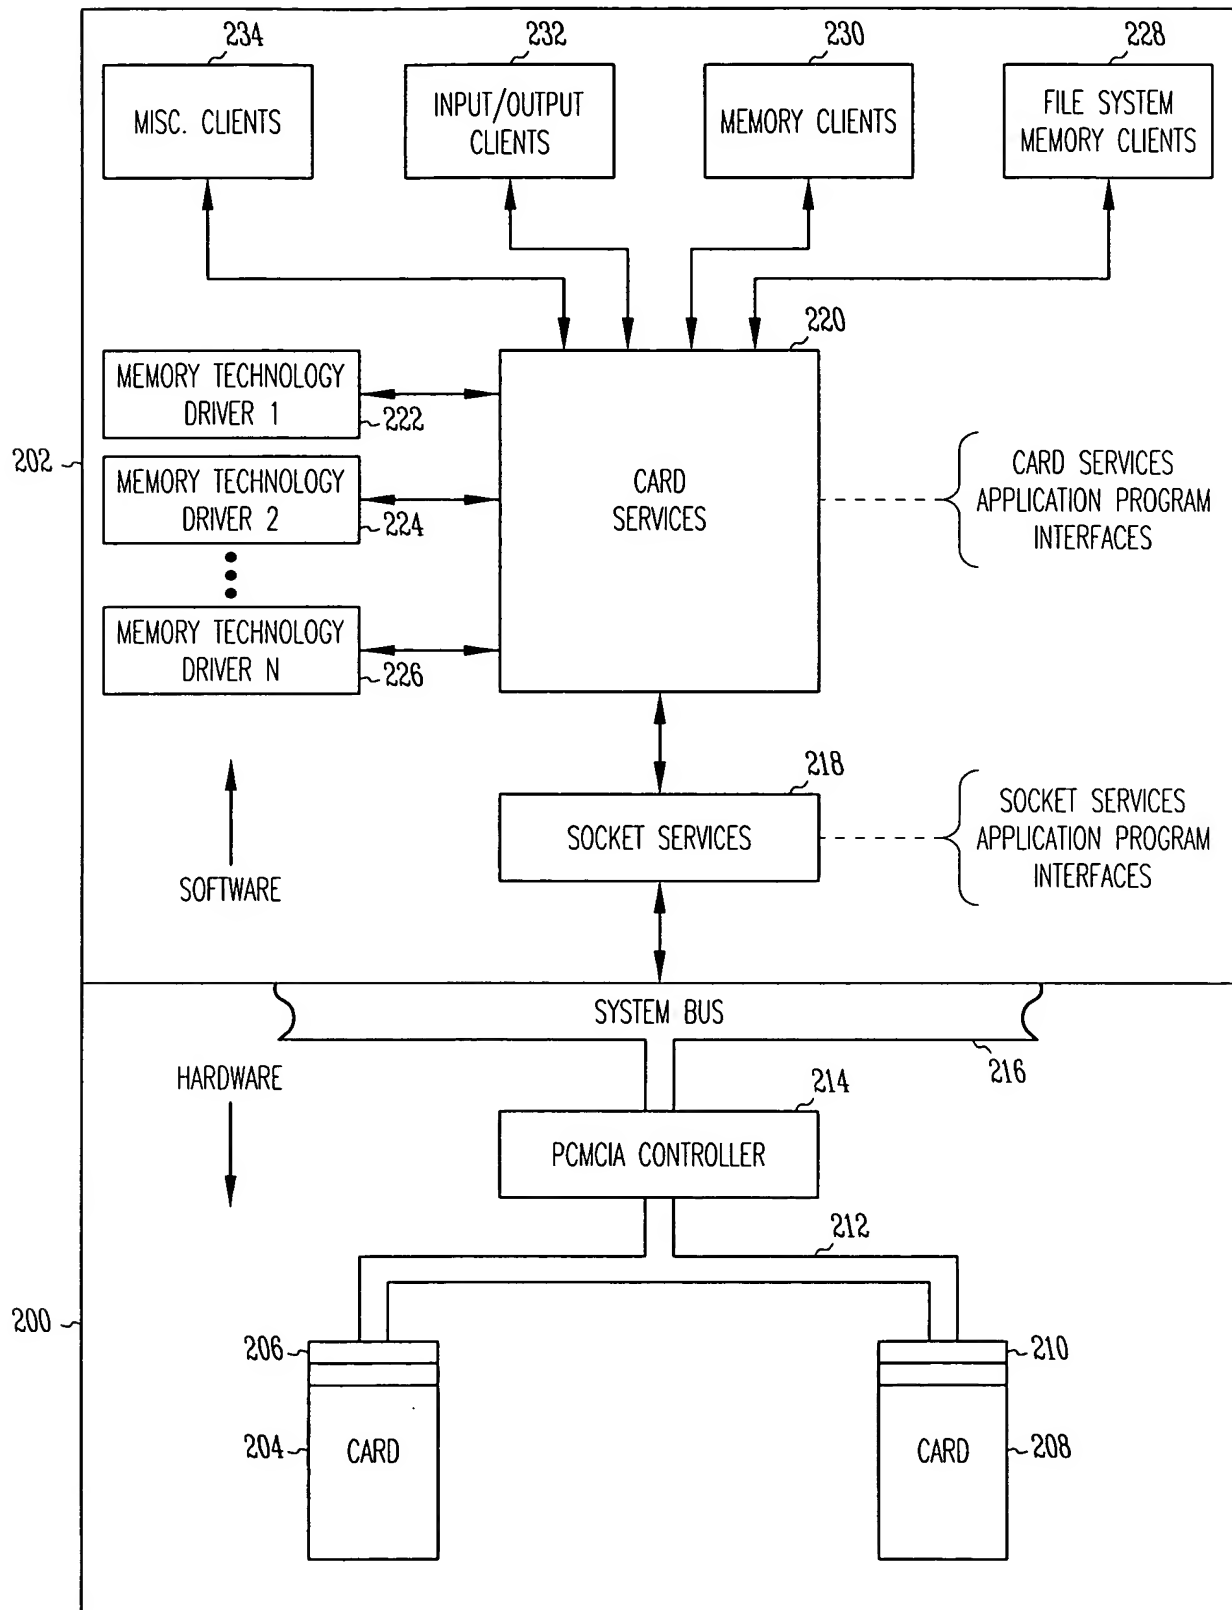 234
232
230
228
MISC. CLIENTS
INPUT/OUTPUT
CLIENTS
MEMORY CLIENTS
FILE SYSTEM
MEMORY CLIENTS
220
MEMORY TECHNOLOGY
DRIVER 1
222
202
MEMORY TECHNOLOGY
DRIVER 2
224
CARD
SERVICES
CARD SERVICES
APPLICATION PROGRAM
INTERFACES
MEMORY TECHNOLOGY
DRIVER N
226
218
SOCKET SERVICES
SOCKET SERVICES
APPLICATION PROGRAM
INTERFACES
SOFTWARE
SYSTEM BUS
216
HARDWARE
214
PCMCIA CONTROLLER
212
200
206
210
204
CARD
CARD
208